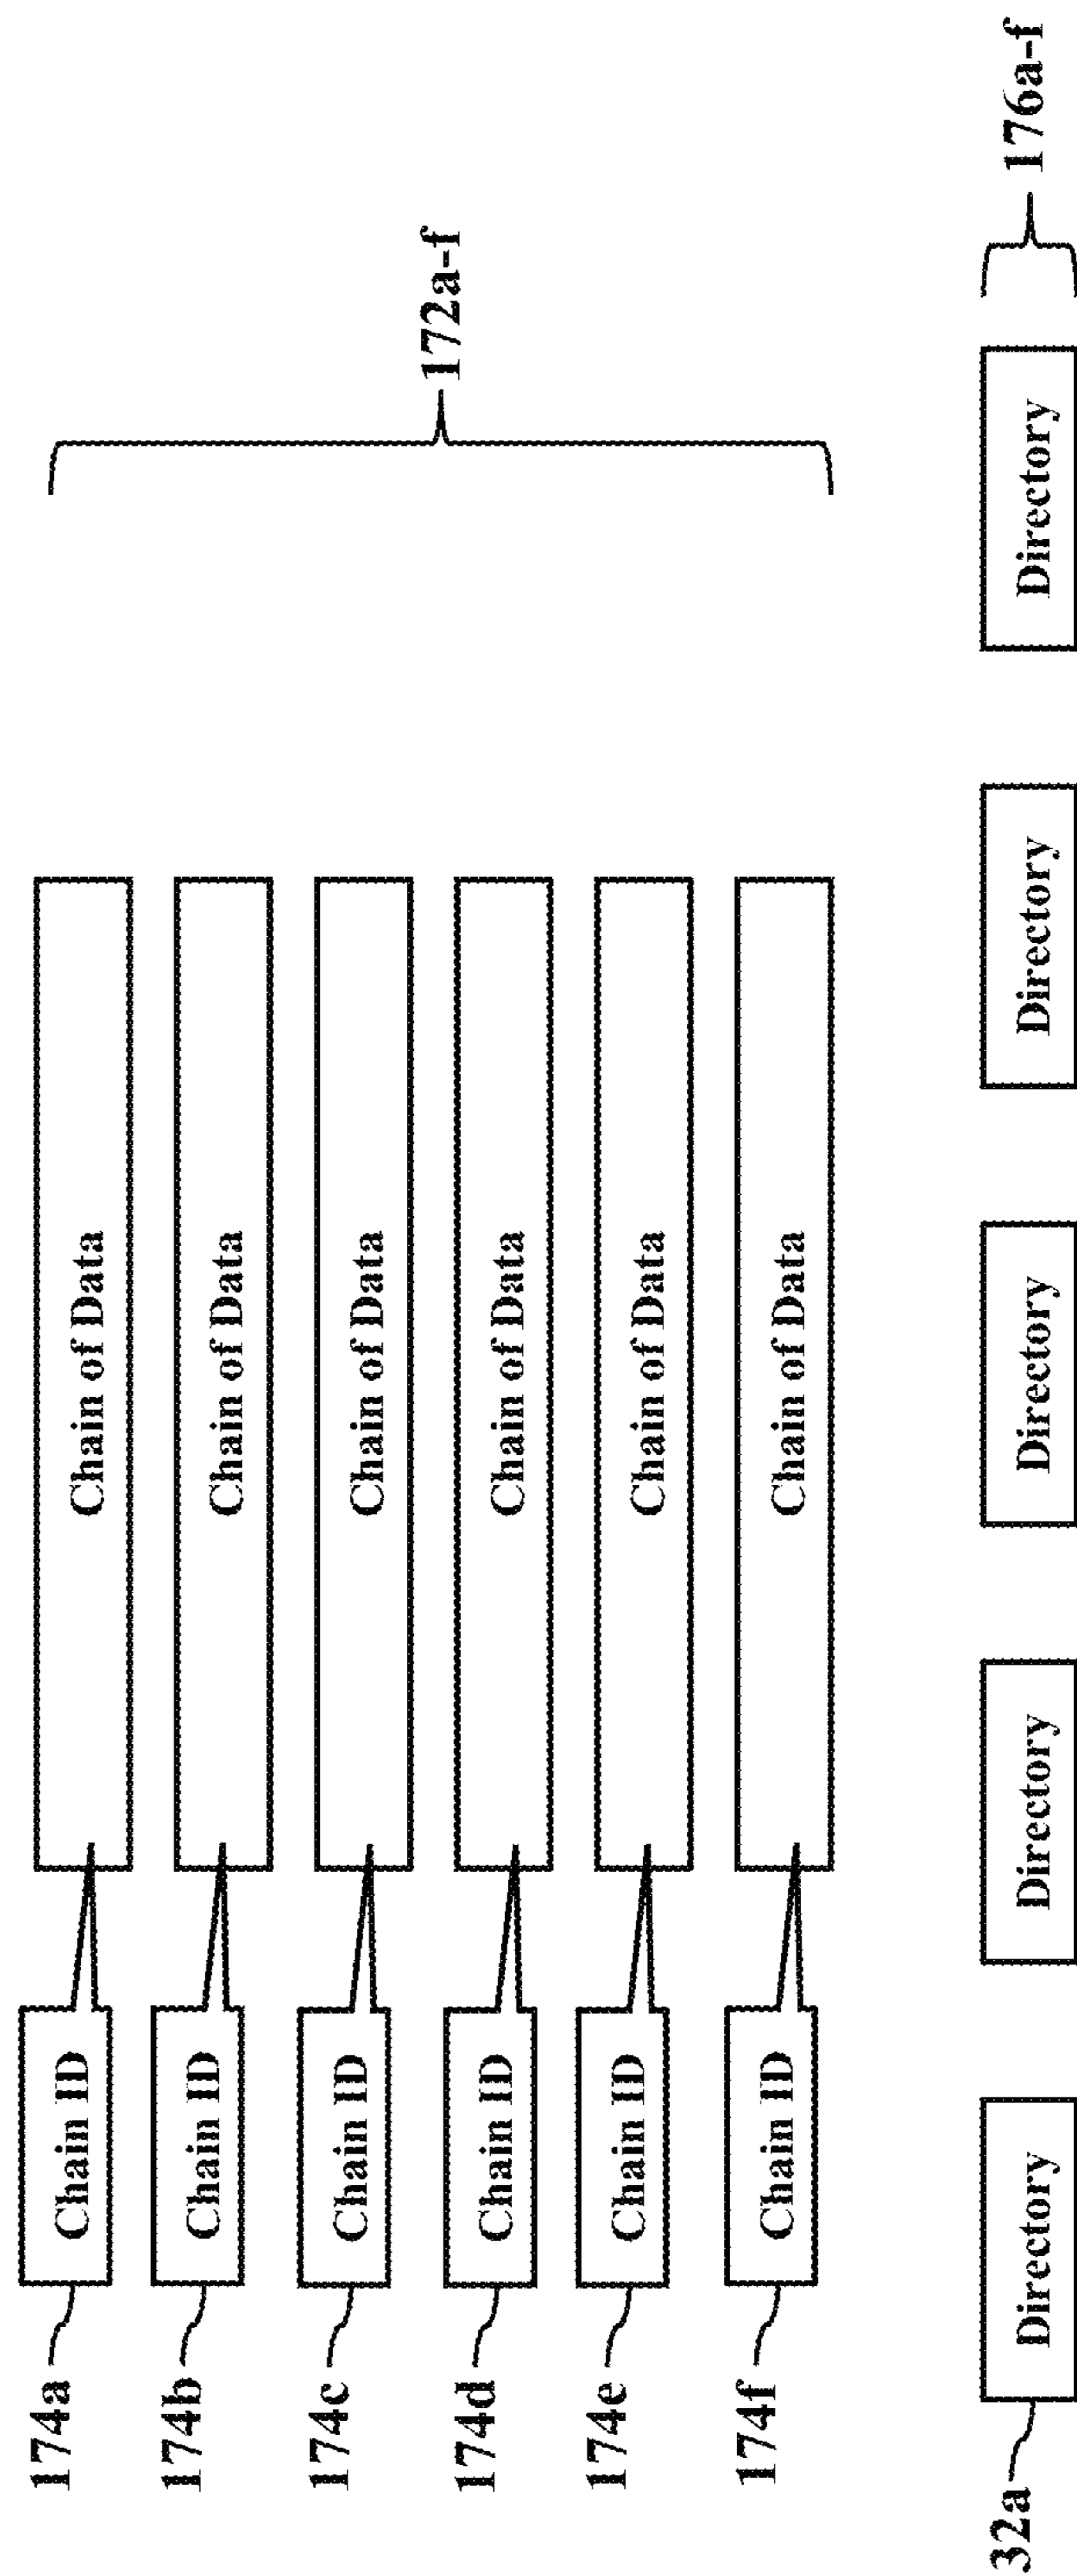 174a
Chain ID
Chain of Data
174b
Chain ID
Chain of Data
174c
Chain ID
Chain of Data
172a-f
174d
Chain ID
Chain of Data
174e
Chain ID
Chain of Data
174f
Chain ID
Chain of Data
32a
Directory
Directory
Directory
Directory
Directory
176a-f